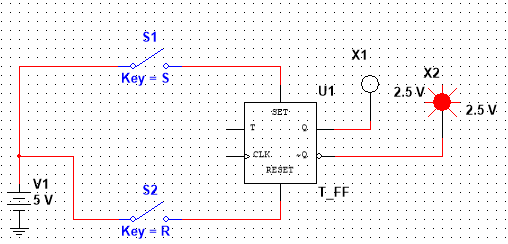 S1
Key = S
X1
X2
2.5 V
2.5 V
U1
SET
T
Q
CLK
~Q
RESET
T_FF
V1
5 V
S2
Key = R